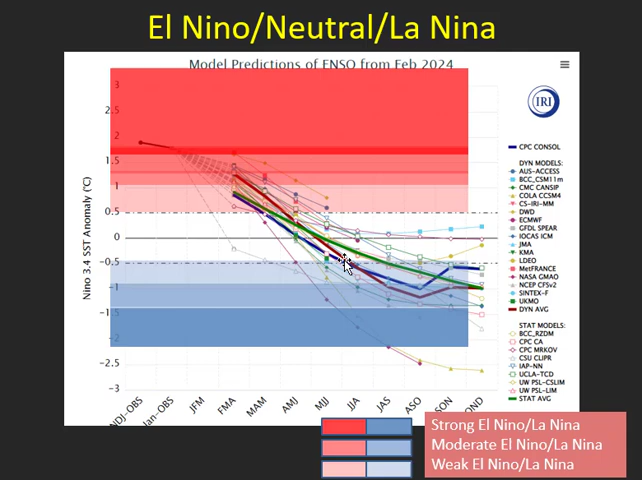 El Nino/Neutral/La Nina
Model Predictions of ENSO from Feb 2024
IRI
Nino 3.4 SST Anomaly (°C)
3
2
1.5
1
0.5
0
-0.5
-1
-1.5
-2
-2.5
-3
NDJ-OBS
Jan-OBS
JFM
FMA
MAM
AMJ
MJJ
JJA
JAS
ASO
SON
OND
CPC CONSOL
DYN MODELS:
AUS-ACCESS
BCC_CSM11m
CMC CANSIP
COLA CCSM4
CS-IRI-MM
DWD
ECMWF
GFDL SPEAR
IOCAS ICM
JMA
KMA
LDEO
MetFRANCE
NASA GMAO
NCEP CFSv2
SINTEX-F
UKMO
DYN AVG
STAT MODELS:
BCC_RZDM
CPC CA
CPC MRKOV
CSU CLIPR
IAP-NN
UCLA-TCD
UW PSL-CSLIM
UW PSL-LIM
STAT AVG
Strong El Nino/La Nina
Moderate El Nino/La Nina
Weak El Nino/La Nina